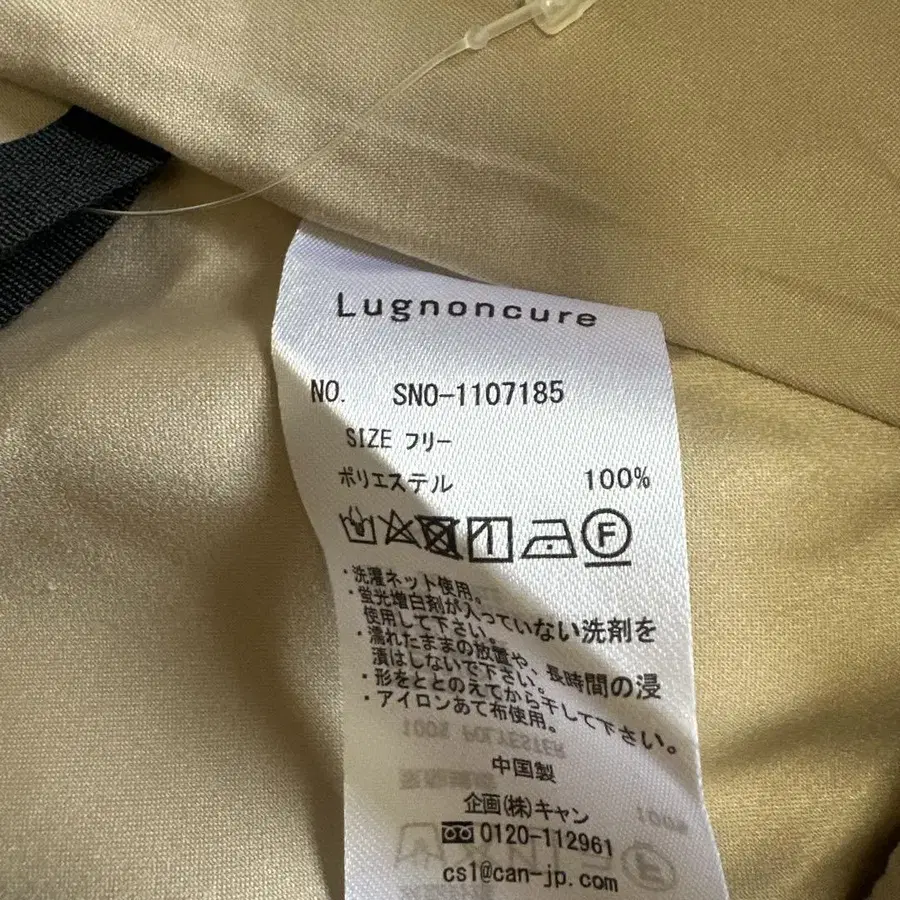 Lugnoncure
NO. SNO-1107185
SIZE フリー
ポリエステル 100%
F
・洗濯ネット使用。
・蛍光増白剤が入っていない洗剤を
使用して下さい。
・濡れたままの放置や、長時間の浸
漬はしないで下さい。
・形をととのえてから干して下さい。
・アイロンあて布使用。
100% POLYESTER
中国製
企画(株)キャン
0120-112961
cs1@can-jp.com